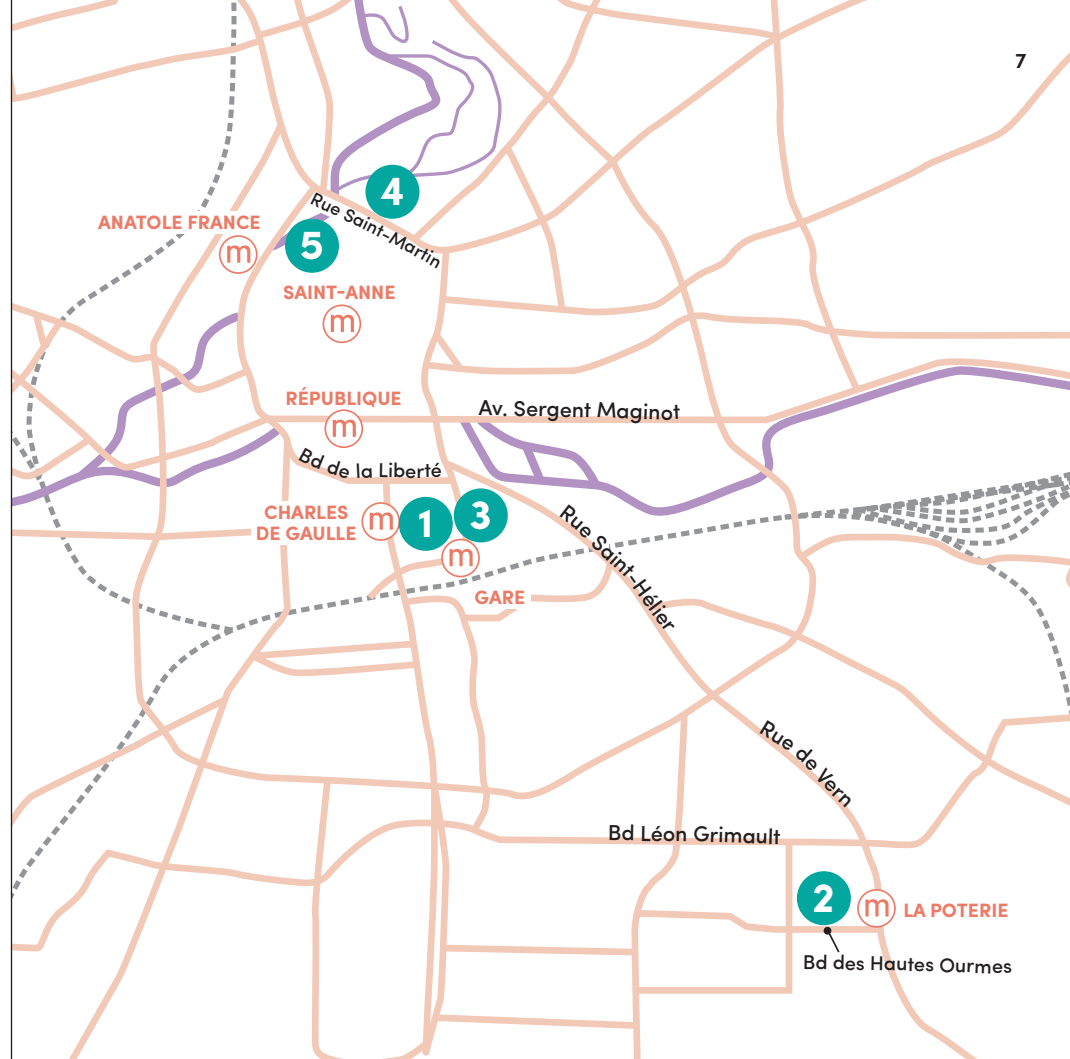 7
4
Rue Saint-Martin
ANATOLE FRANCE
m
5
SAINT-ANNE
m
RÉPUBLIQUE
m
Av. Sergent Maginot
Bd de la Liberté
CHARLES
DE GAULLE
m
1
3
m
GARE
Rue Saint-Hélier
Rue de Vern
Bd Léon Grimault
2
m
LA POTERIE
Bd des Hautes Ourmes